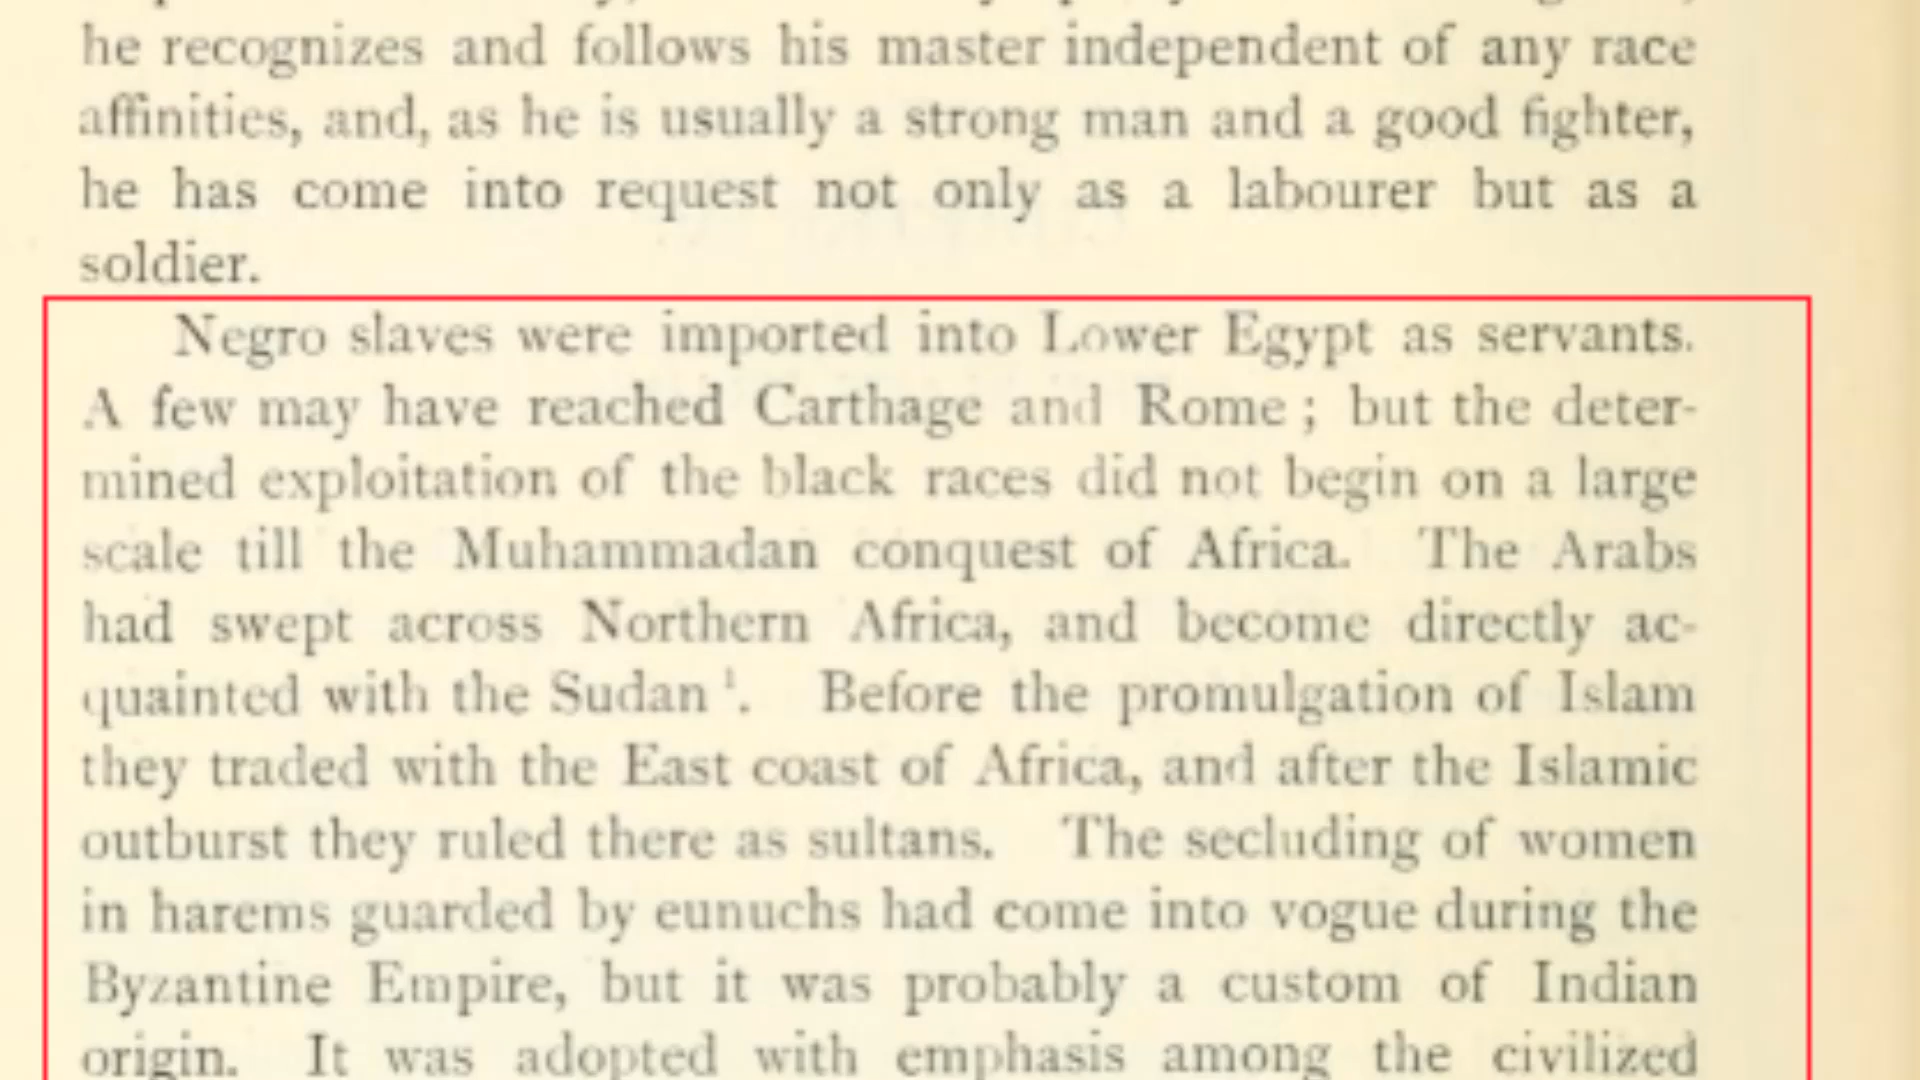 he recognizes and follows his master independent of any race
affinities, and, as he is usually a strong man and a good fighter,
he has come into request not only as a labourer but as a
soldier.
Negro slaves were imported into Lower Egypt as servants.
A few may have reached Carthage and Rome; but the deter-
mined exploitation of the black races did not begin on a large
scale till the Muhammadan conquest of Africa. The Arabs
had swept across Northern Africa, and become directly ac-
quainted with the Sudan ¹. Before the promulgation of Islam
they traded with the East coast of Africa, and after the Islamic
outburst they ruled there as sultans. The secluding of women
in harems guarded by eunuchs had come into vogue during the
Byzantine Empire, but it was probably a custom of Indian
origin. It was adopted with emphasis among the civilized